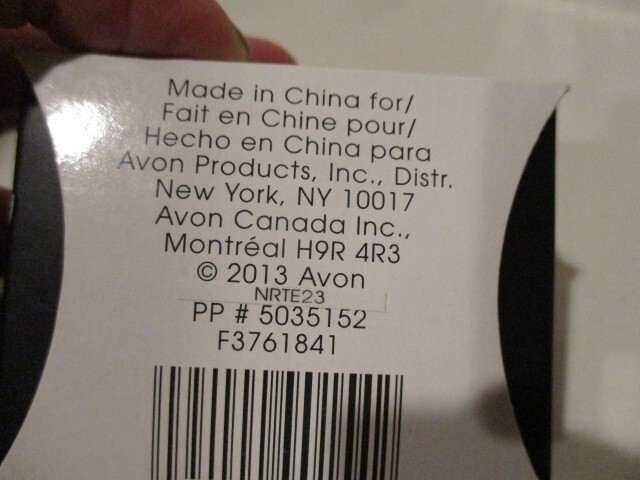 Made in China for/
Fait en Chine pour/
Hecho en China para
Avon Products, Inc., Distr.
New York, NY 10017
Avon Canada Inc.,
Montréal H9R 4R3
© 2013 Avon
NRTE23
PP # 5035152
F3761841